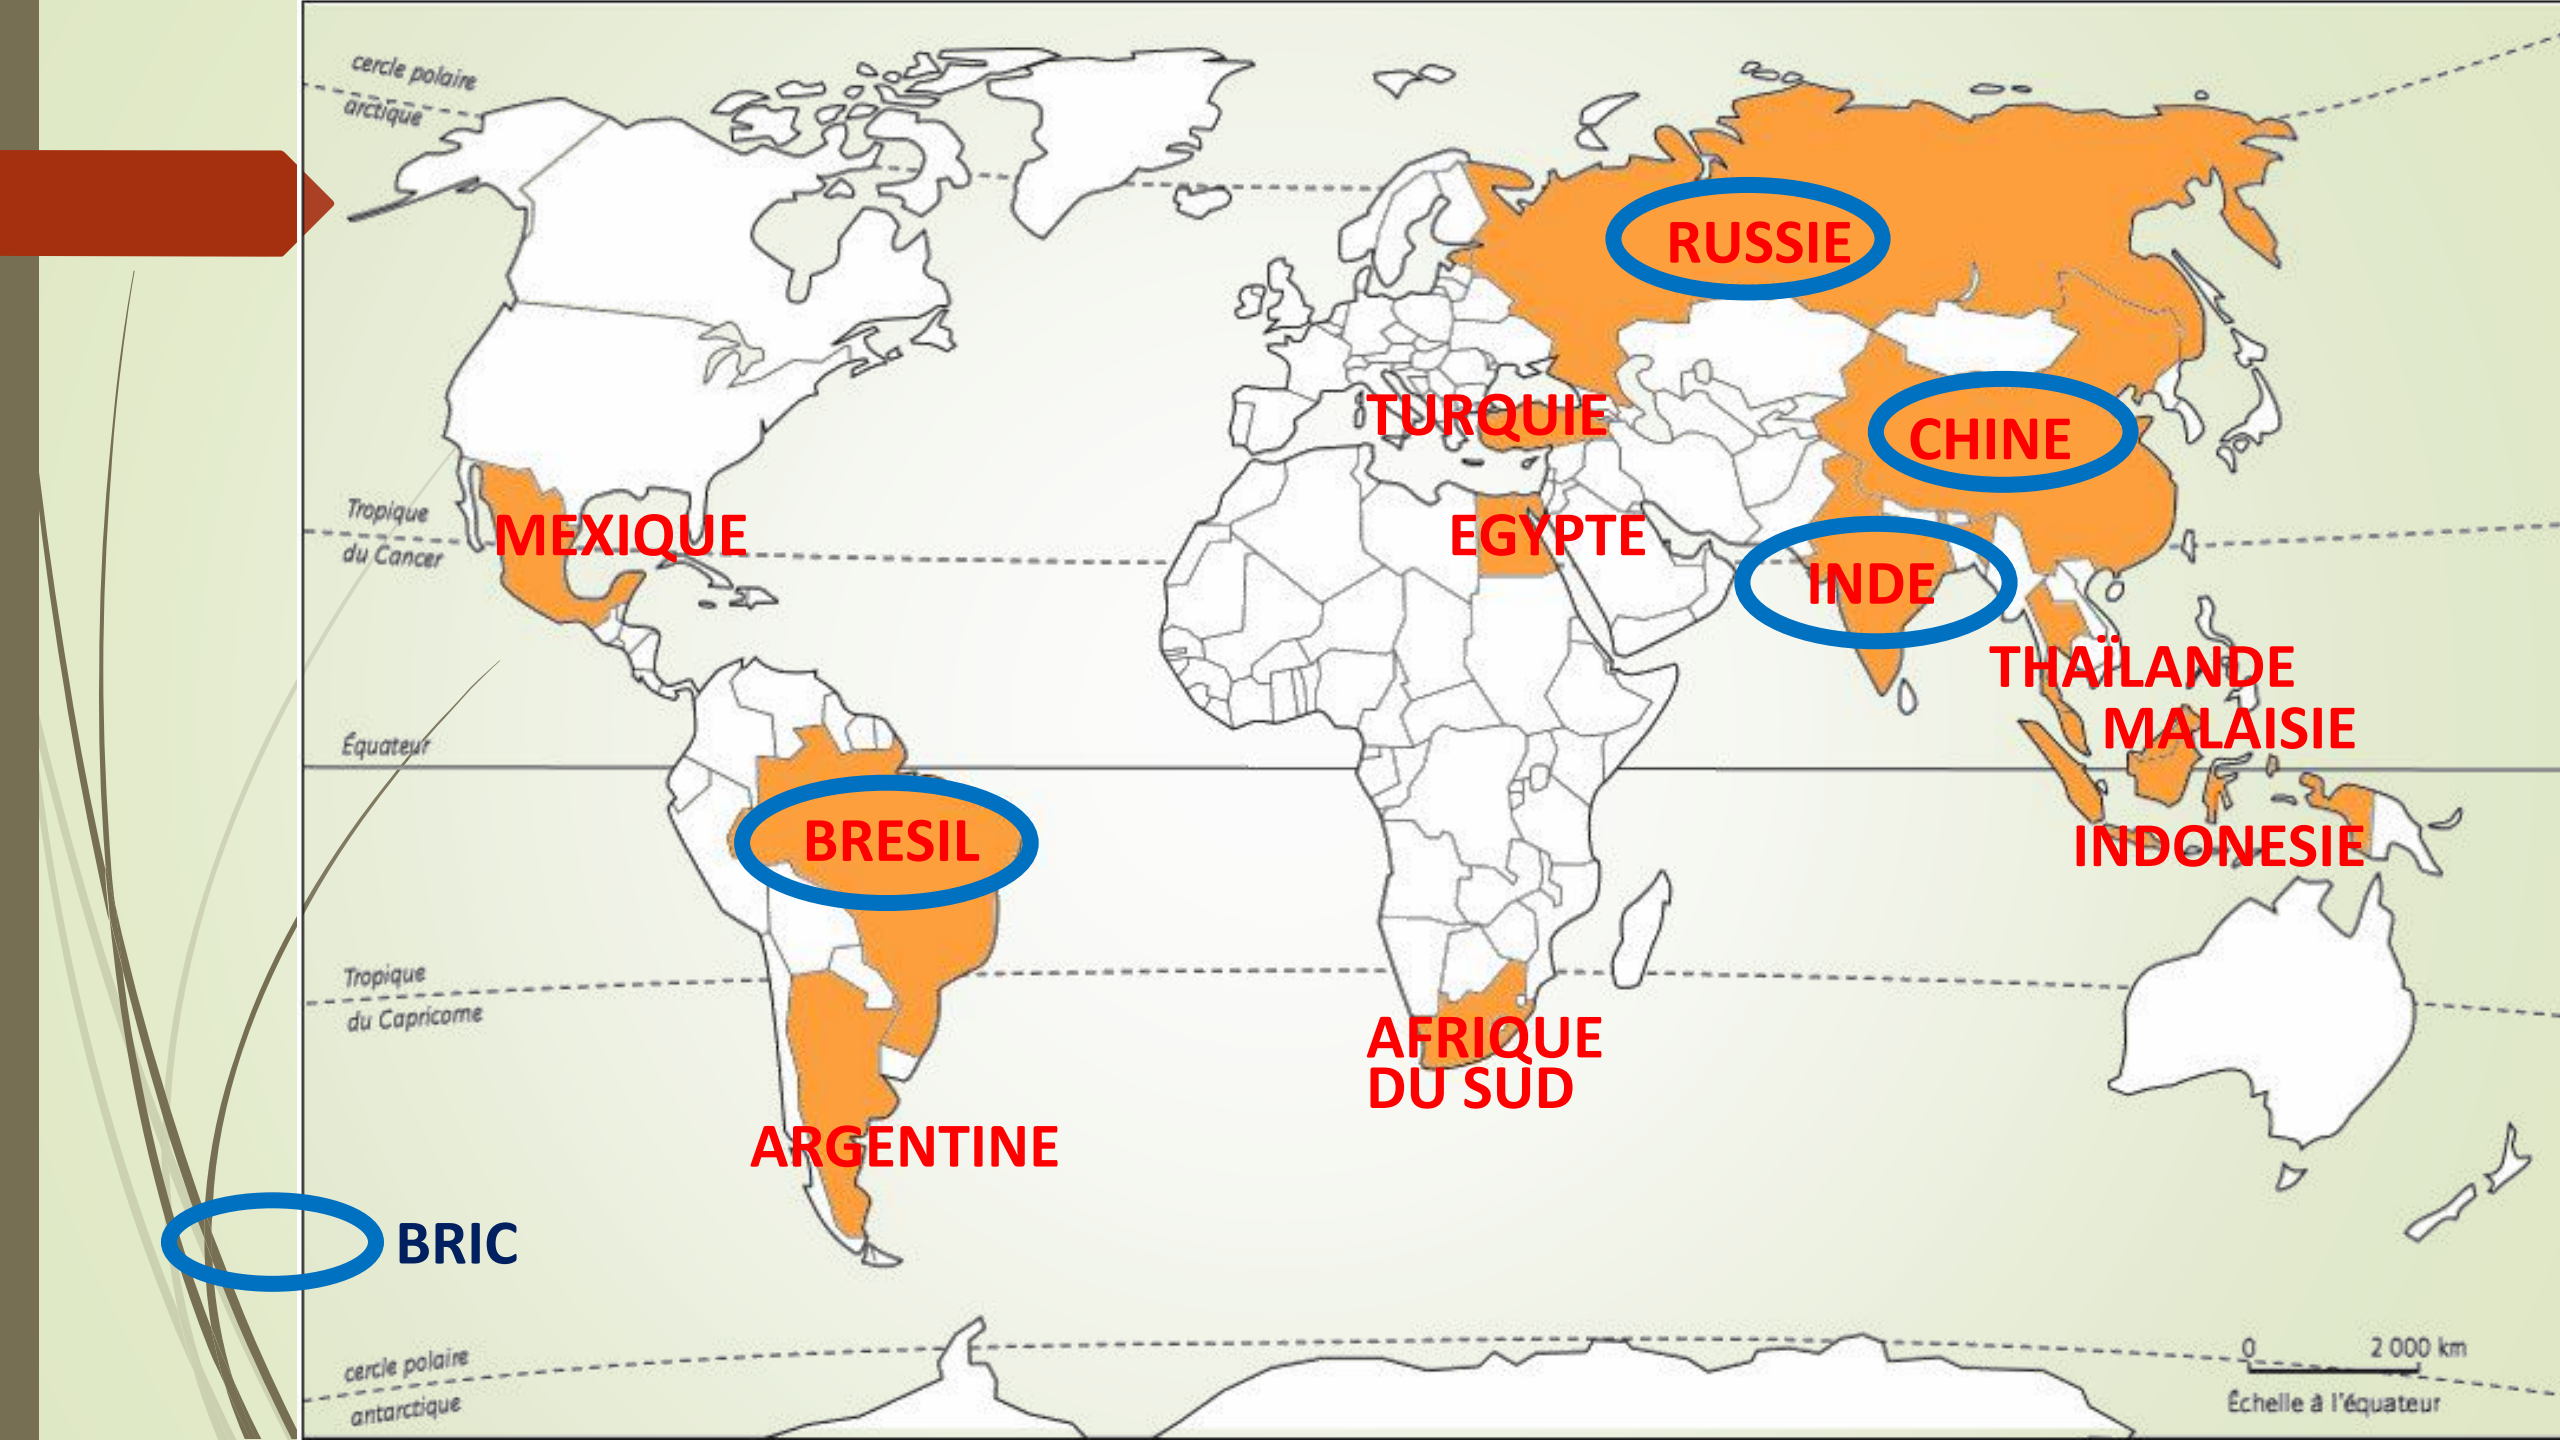 cercle polaire
arctique
RUSSIE
TURQUIE
CHINE
Tropique
du Cancer
MEXIQUE
EGYPTE
INDE
THAÏLANDE
MALAISIE
Équateur
BRESIL
INDONESIE
Tropique
du Capricorne
AFRIQUE
DU SUD
ARGENTINE
BRIC
cercle polaire
antarctique
0 2 000 km
Échelle à l'équateur